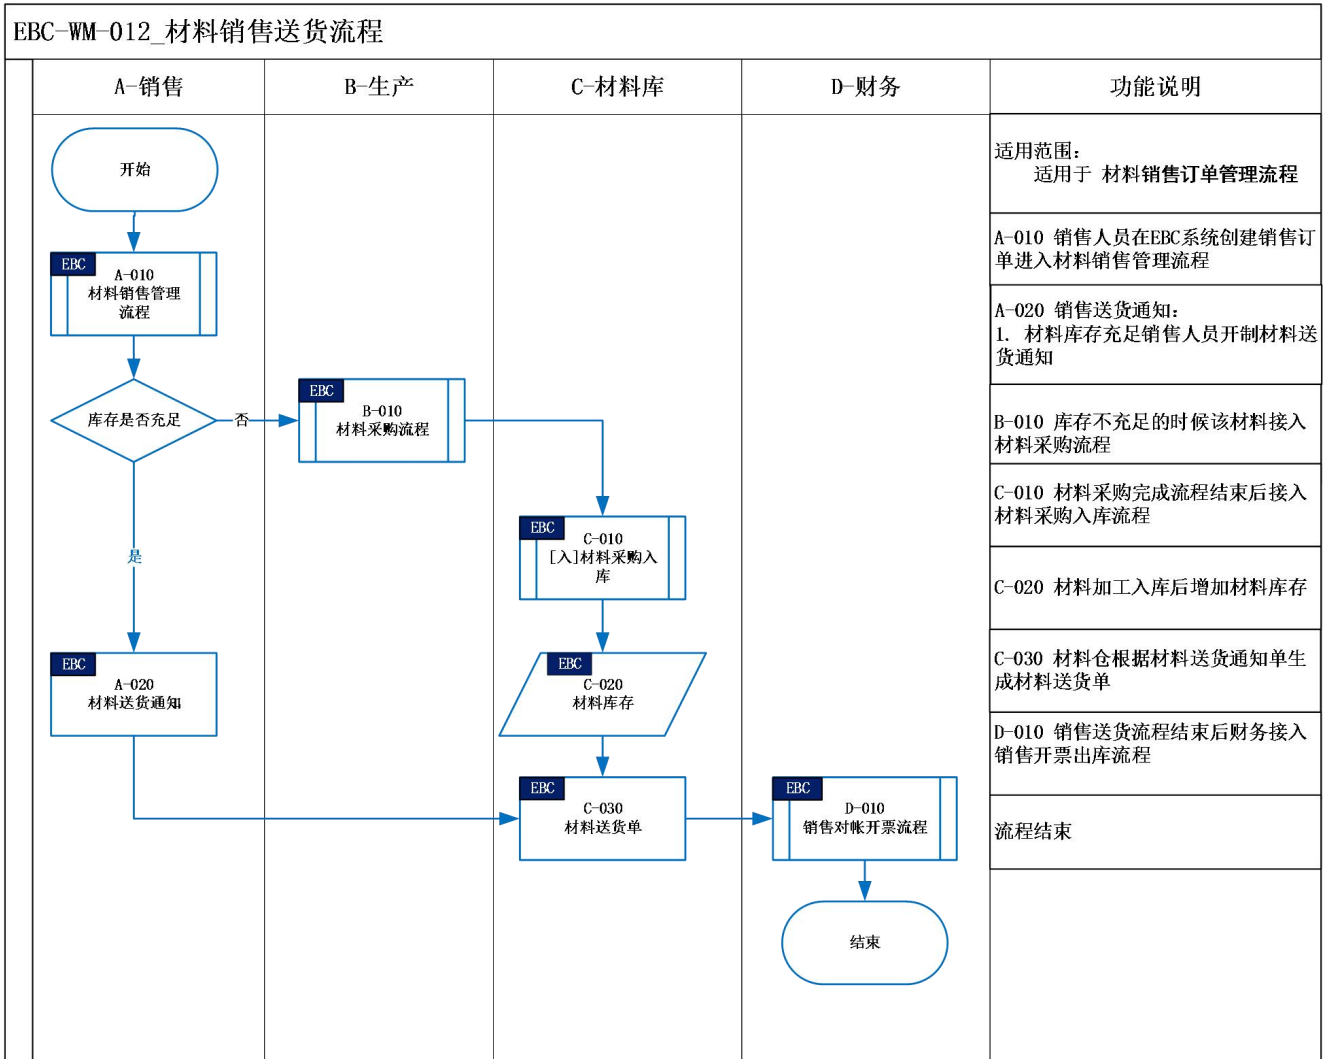 EBC-WM-012_材料销售送货流程
A-销售
B-生产
C-材料库
D-财务
功能说明
开始
EBC
A-010
材料销售管理
流程
库存是否充足
否
是
EBC
B-010
材料采购流程
EBC
C-010
[入]材料采购入
库
EBC
A-020
材料送货通知
EBC
C-020
材料库存
EBC
C-030
材料送货单
EBC
D-010
销售对帐开票流程
结束
适用范围：
适用于 材料销售订单管理流程
A-010 销售人员在EBC系统创建销售订
单进入材料销售管理流程
A-020 销售送货通知：
1. 材料库存充足销售人员开制材料送
货通知
B-010 库存不充足的时候该材料接入
材料采购流程
C-010 材料采购完成流程结束后接入
材料采购入库流程
C-020 材料加工入库后增加材料库存
C-030 材料仓根据材料送货通知单生
成材料送货单
D-010 销售送货流程结束后财务接入
销售开票出库流程
流程结束